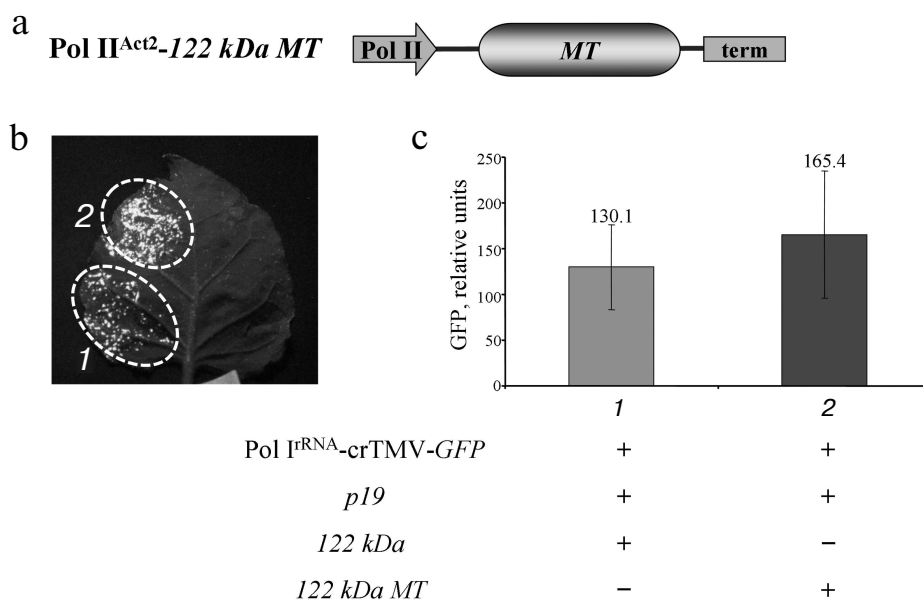 a
Pol II^Act2-122 kDa MT
Pol II MT term
b
2
1
c
GFP, relative units
250
200
150
100
50
0
130.1
165.4
1 2
Pol I^rRNA-crTMV-GFP + +
p19 + +
122 kDa + −
122 kDa MT − +